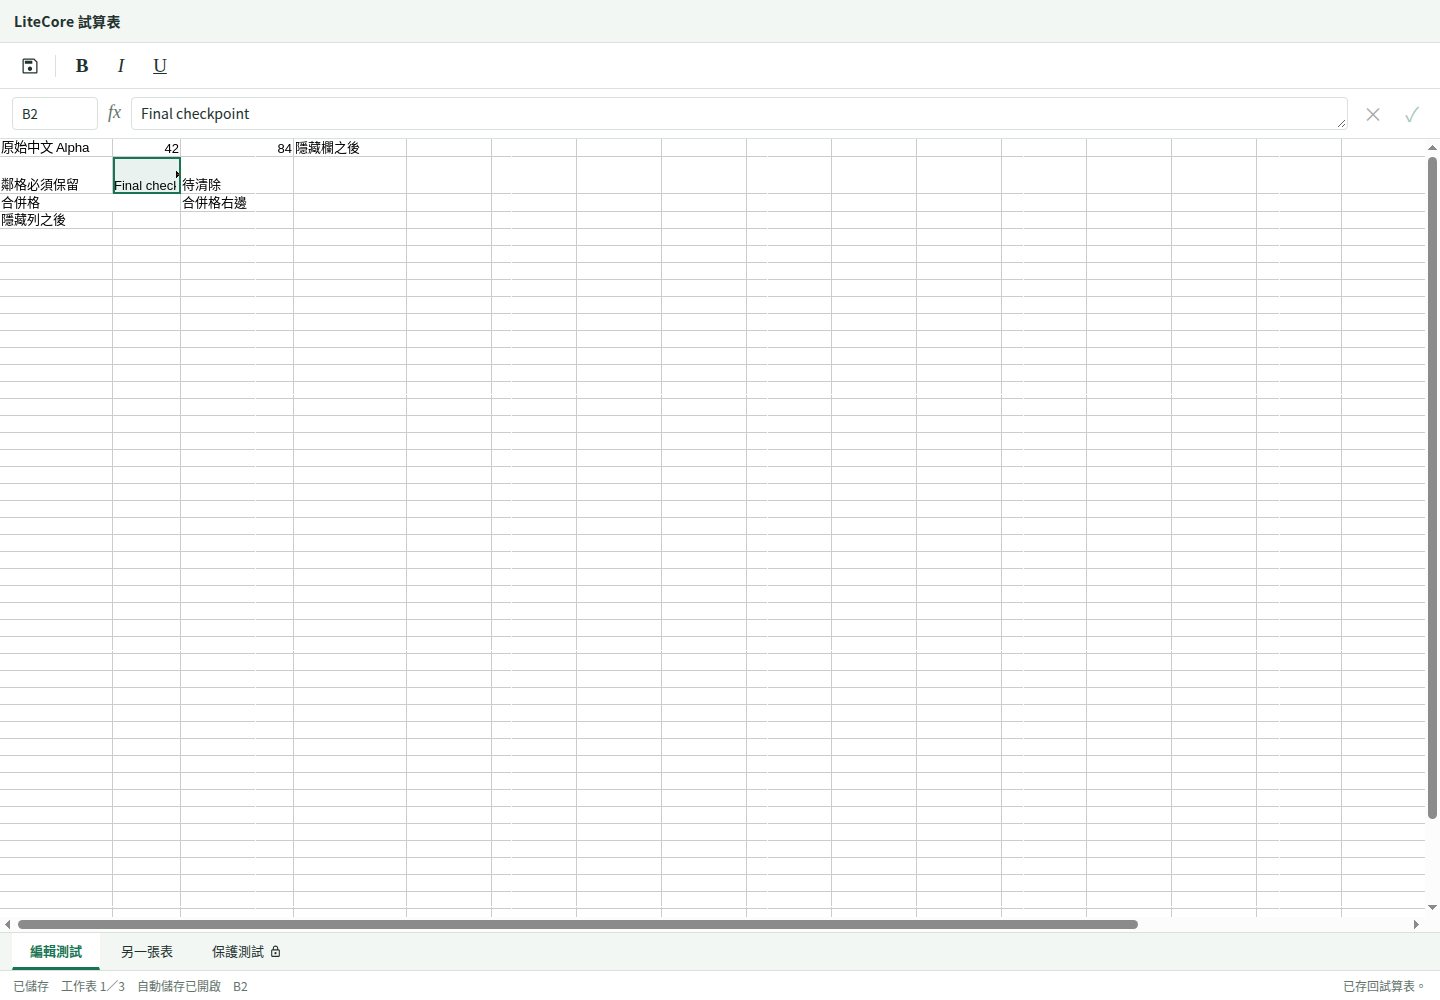 LiteCore 試算表
B I U
B2 fx Final checkpoint
原始中文 Alpha 42 84 隱藏欄之後
鄰格必須保留 Final check 待清除
合併格 合併格右邊
隱藏列之後
編輯測試 另一張表 保護測試
已儲存 工作表 1／3 自動儲存已開啟 B2 已存回試算表。